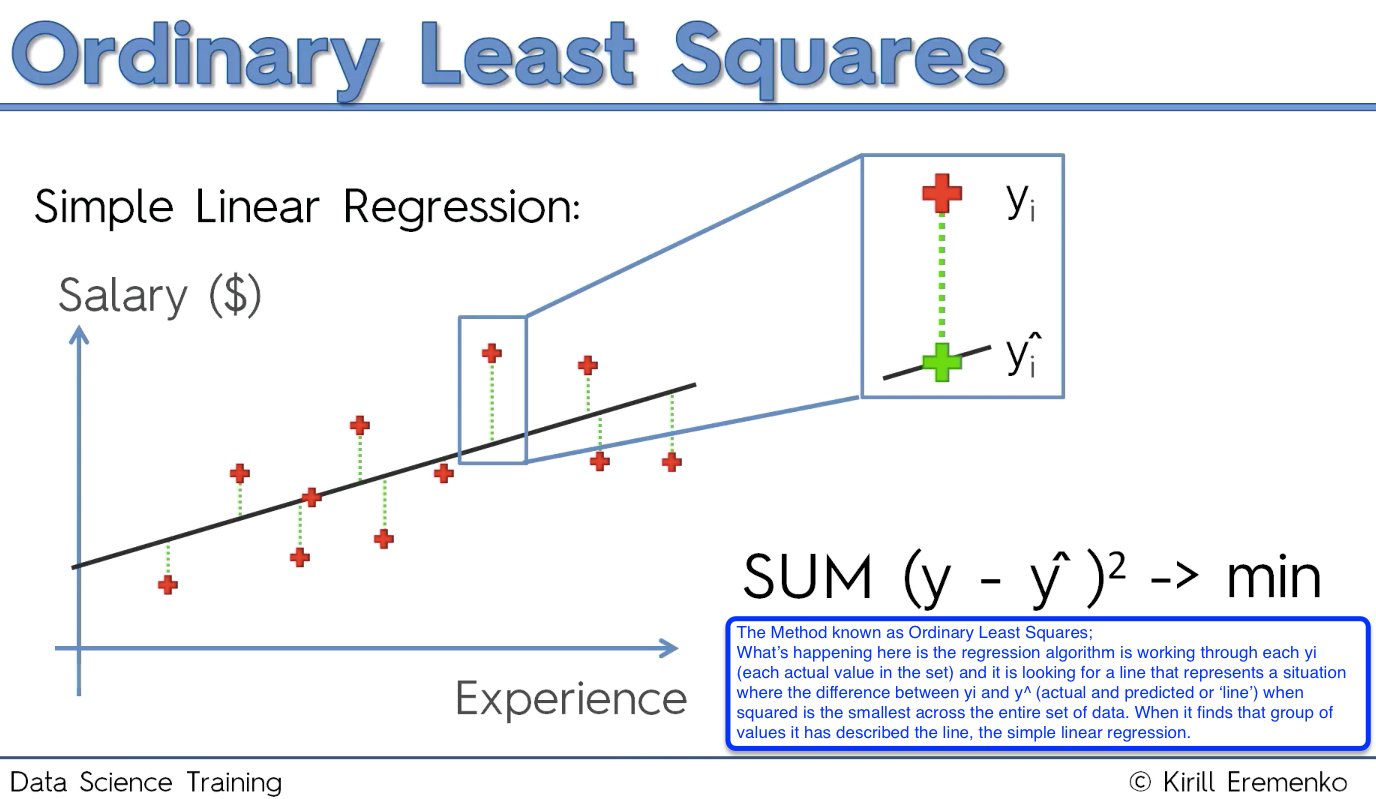 Ordinary Least Squares
Simple Linear Regression:
Salary ($)
yi
yi^
Experience
SUM (y - y^ )² -> min
The Method known as Ordinary Least Squares;
What's happening here is the regression algorithm is working through each yi
(each actual value in the set) and it is looking for a line that represents a situation
where the difference between yi and y^ (actual and predicted or ‘line’) when
squared is the smallest across the entire set of data. When it finds that group of
values it has described the line, the simple linear regression.
Data Science Training
© Kirill Eremenko